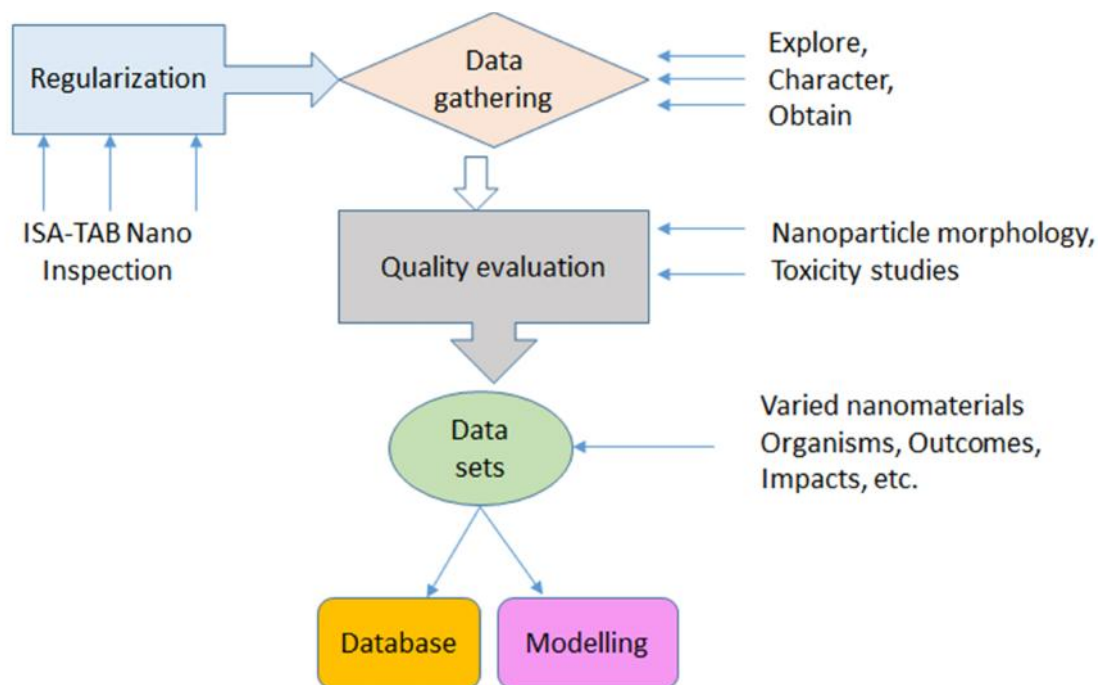 Regularization
Data
gathering
Explore,
Character,
Obtain
ISA-TAB Nano
Inspection
Quality evaluation
Nanoparticle morphology,
Toxicity studies
Data
sets
Varied nanomaterials
Organisms, Outcomes,
Impacts, etc.
Database
Modelling